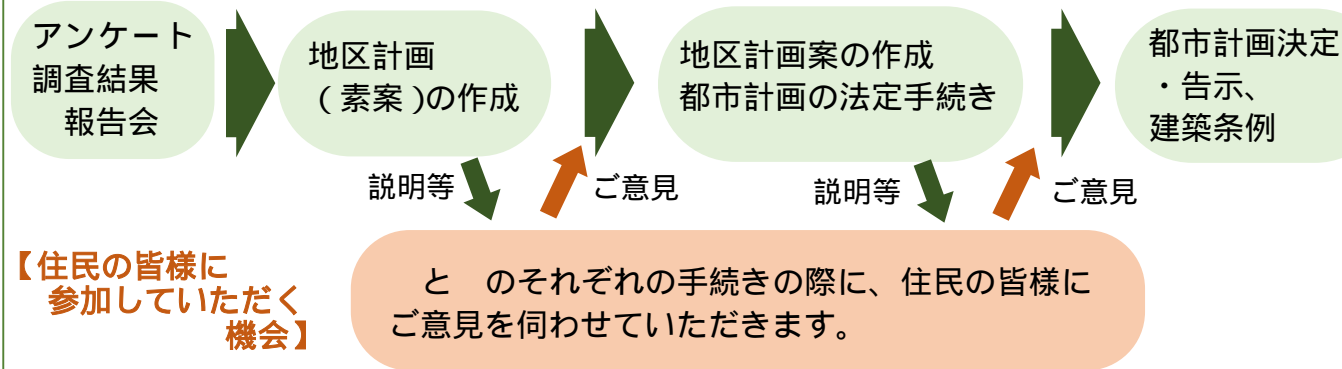 アンケート
調査結果
報告会
地区計画
(素案)の作成
地区計画案の作成
都市計画の法定手続き
都市計画決定
・告示、
建築条例
説明等
ご意見
説明等
ご意見
【住民の皆様に
参加していただく
機会】
と　のそれぞれの手続きの際に、住民の皆様に
ご意見を伺わせていただきます。